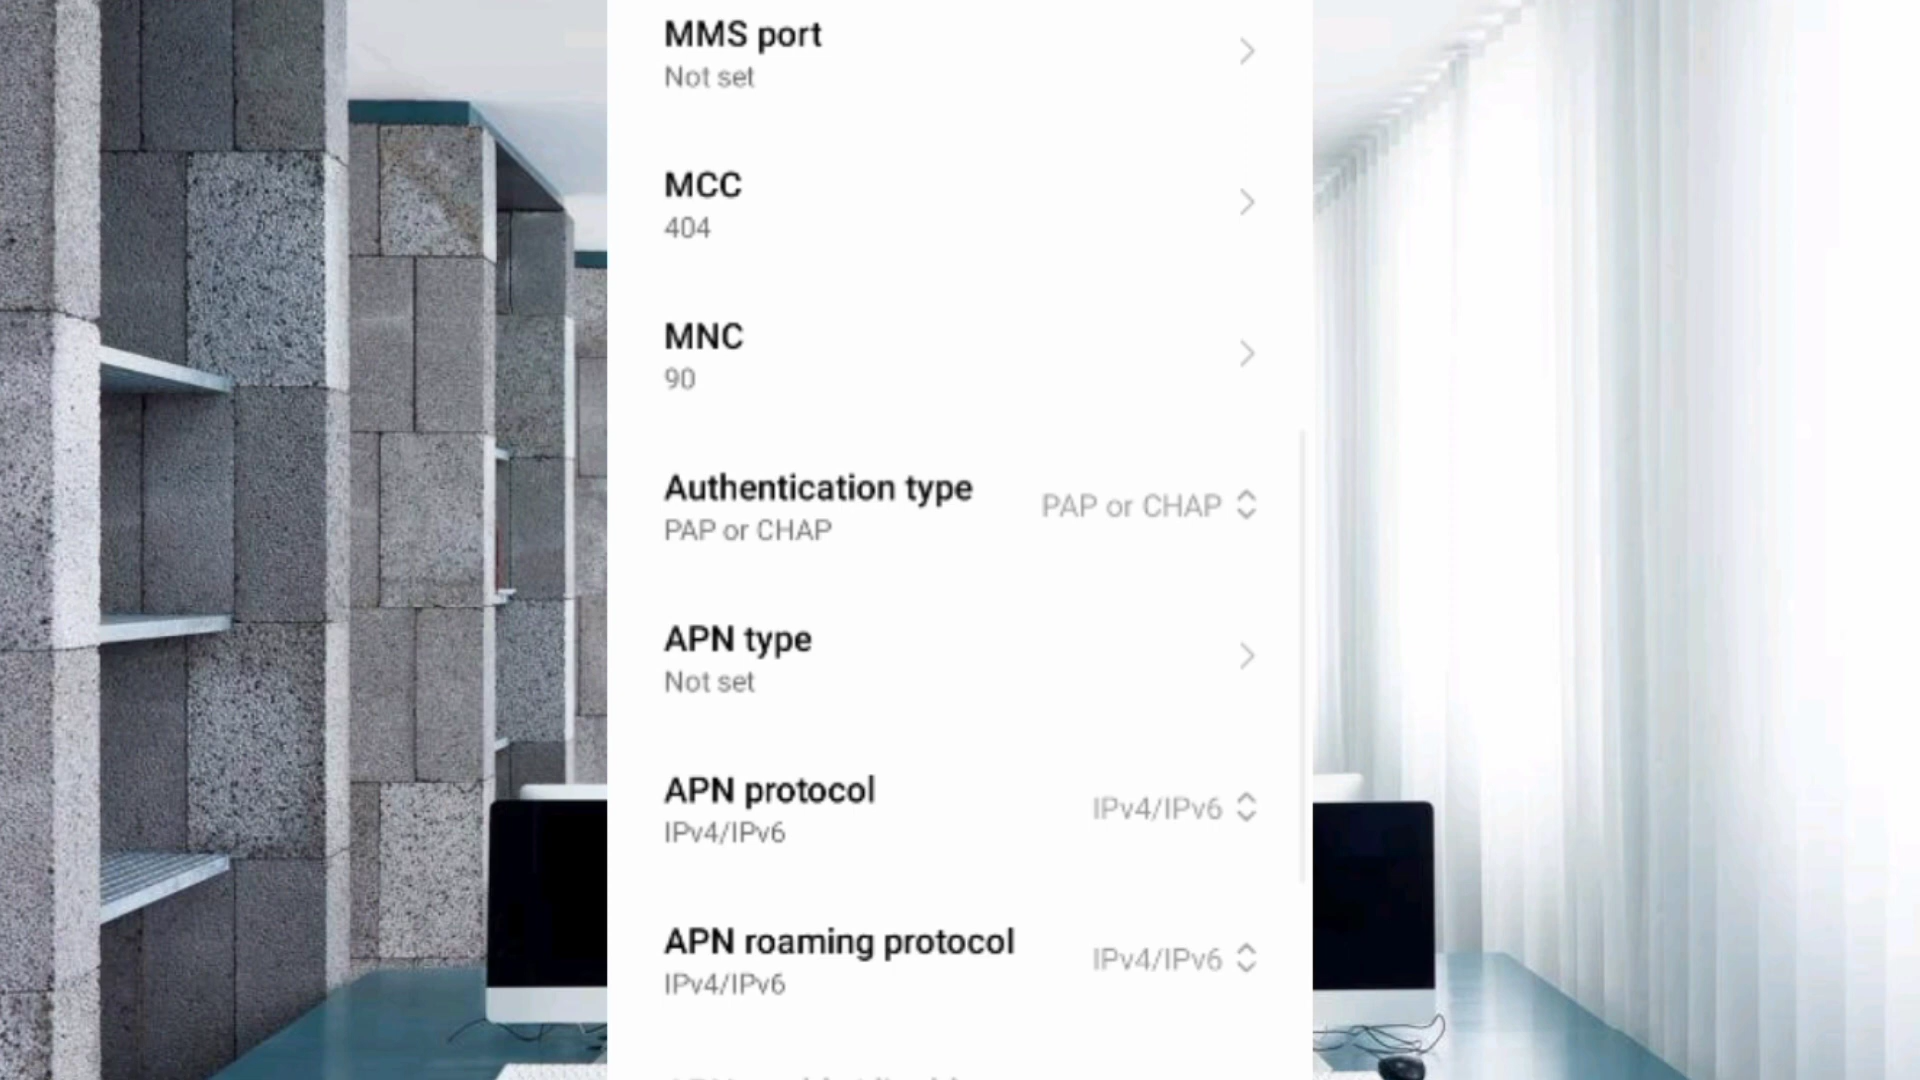 MMS port
Not set
MCC
404
MNC
90
Authentication type
PAP or CHAP
PAP or CHAP
APN type
Not set
APN protocol
IPv4/IPv6
IPv4/IPv6
APN roaming protocol
IPv4/IPv6
IPv4/IPv6